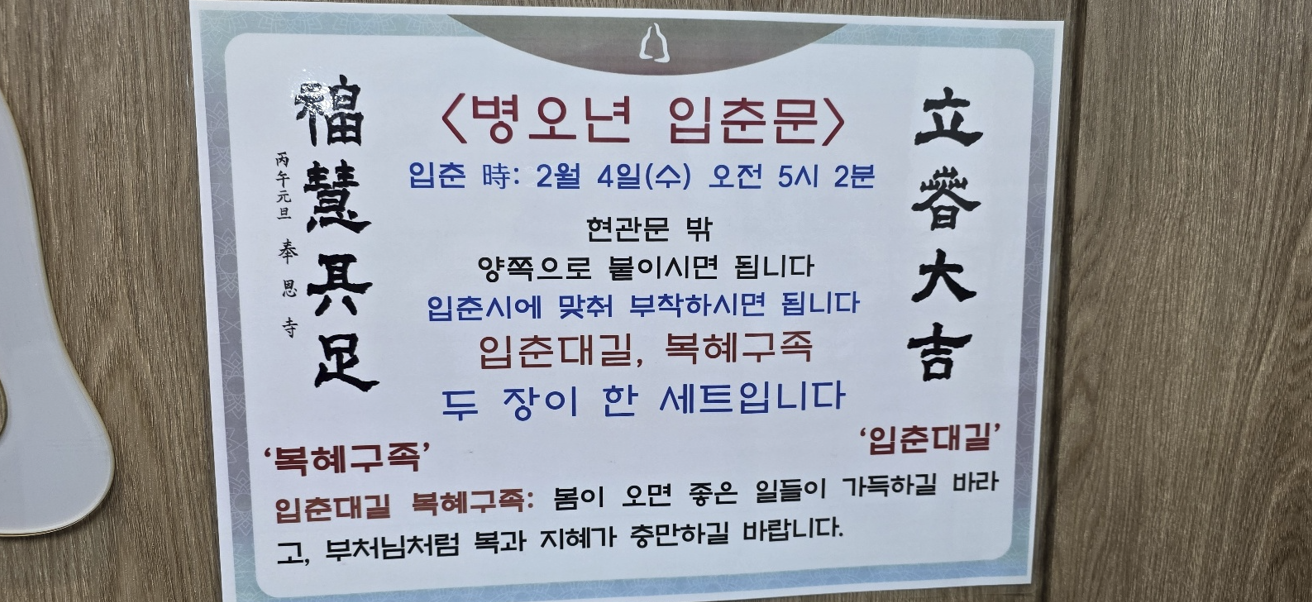 <병오년 입춘문>
입춘 時: 2월 4일(수) 오전 5시 2분
현관문 밖
양쪽으로 붙이시면 됩니다
입춘시에 맞춰 부착하시면 됩니다
입춘대길, 복혜구족
두 장이 한 세트입니다
立春大吉
福慧具足
丙午元旦 奉恩寺
'복혜구족'
'입춘대길'
입춘대길 복혜구족: 봄이 오면 좋은 일들이 가득하길 바라
고, 부처님처럼 복과 지혜가 충만하길 바랍니다.